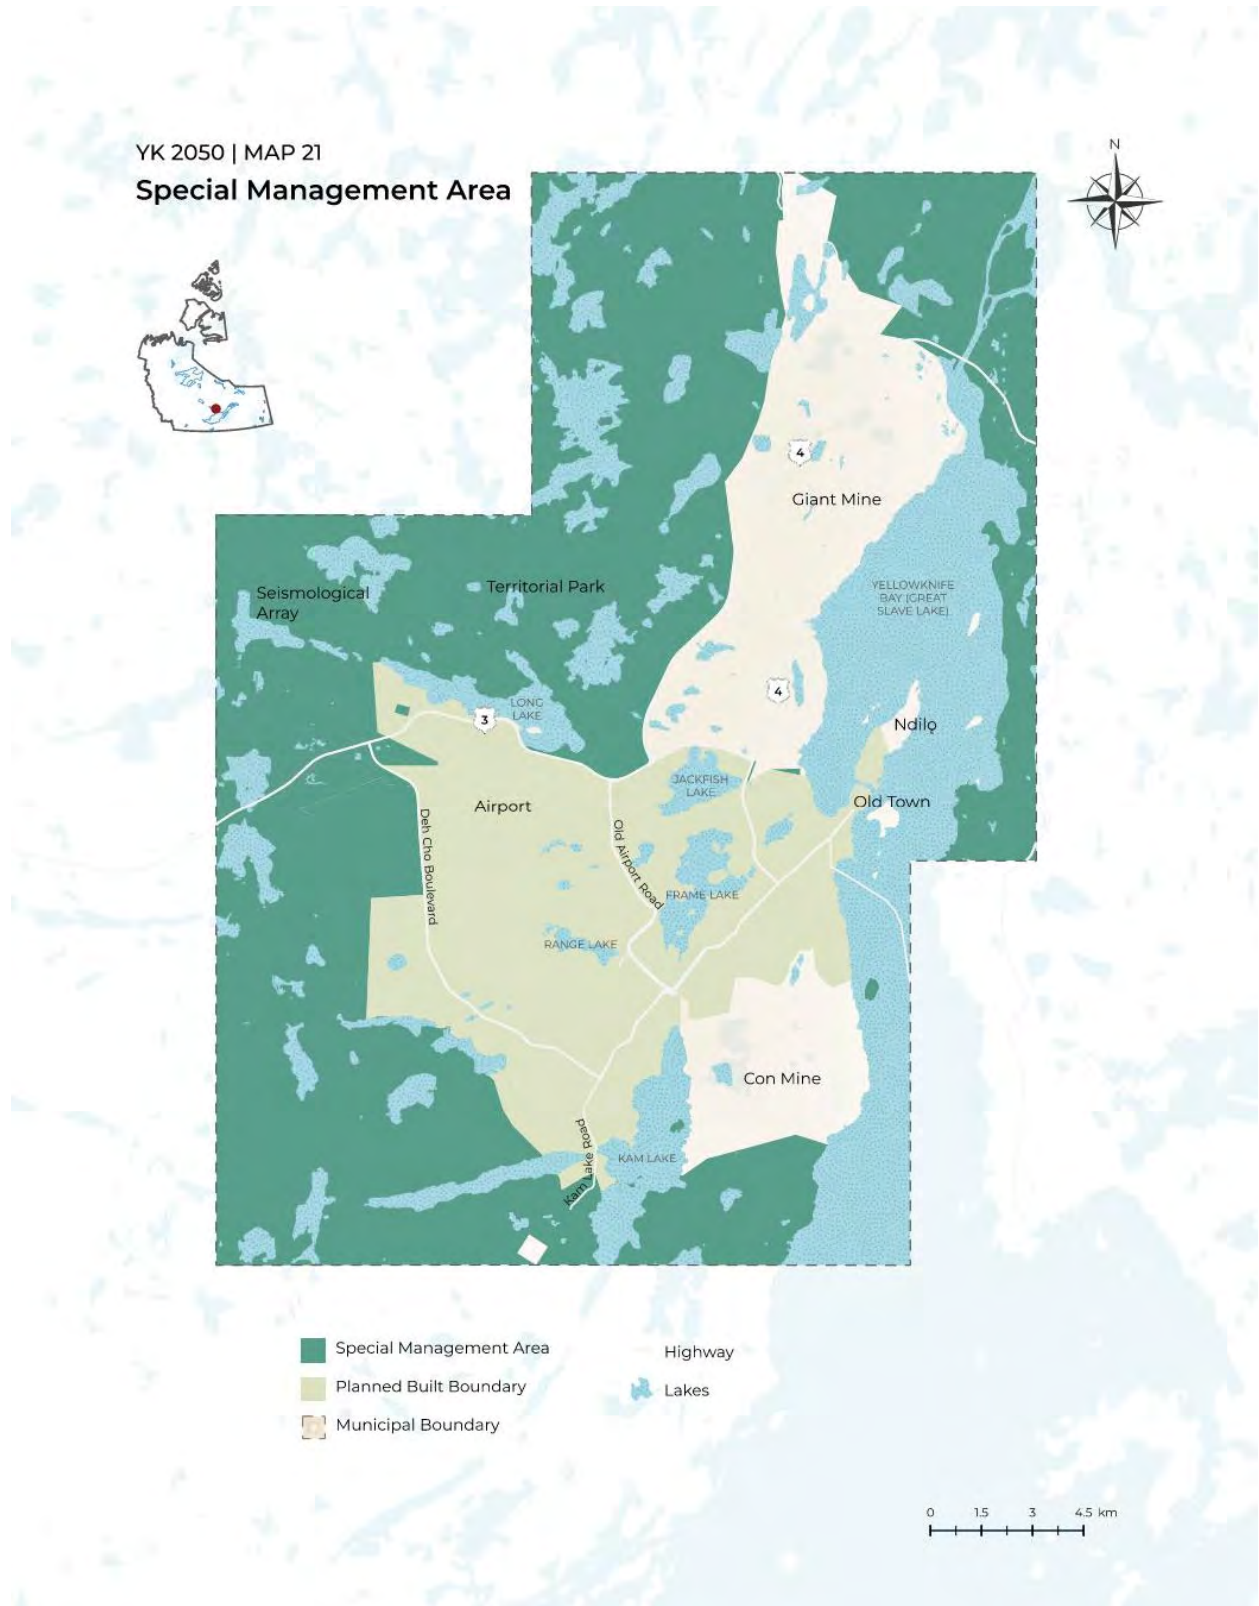 YK 2050 | MAP 21
Special Management Area
N
4
Giant Mine
YELLOWKNIFE
BAY (GREAT
SLAVE LAKE)
Seismological
Array
Territorial Park
4
LONG
LAKE
3
Ndilǫ
JACKFISH
LAKE
Airport
Old Town
Deh Cho Boulevard
Old Airport Road
FRAME LAKE
RANGE LAKE
Con Mine
Kam Lake Road
KAM LAKE
Special Management Area
Planned Built Boundary
Municipal Boundary
Highway
Lakes
0 1.5 3 4.5 km